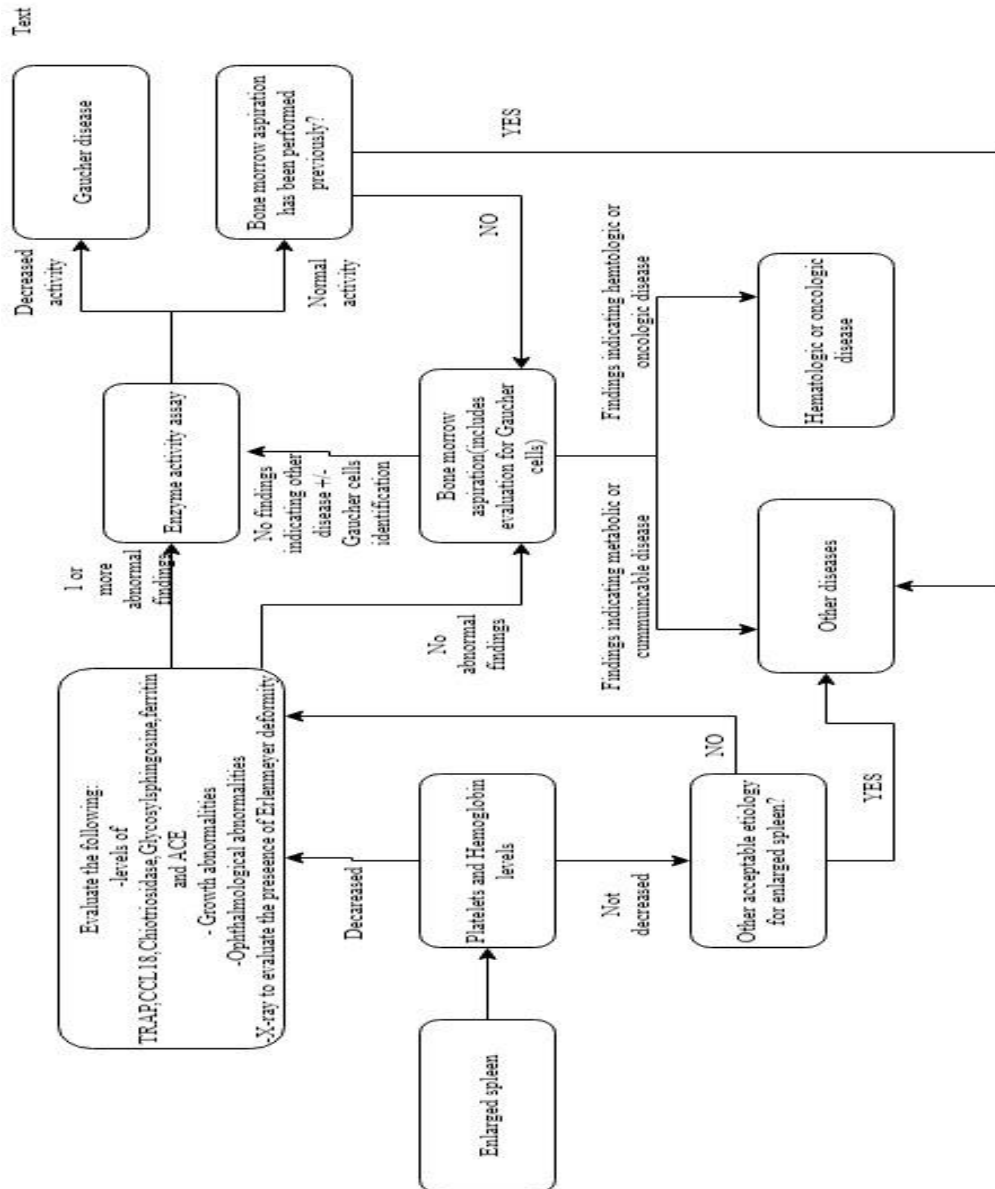 Text
Enlarged spleen
Platelets and Hemoglobin
levels
Decareased
Not
decreased
Evaluate the following:
-levels of
TRAP,CCL18,Chiotriosidase,Glycosylsphingosine,ferritin
and ACE
- Growth abnormalities
-Ophthalmological abnormalities
-X-ray to evaluate the preseence of Erlenmeyer deformity
Other acceptable etiology
for enlarged spleen?
NO
YES
1 or
more
abnormal
findings
No
abnormal
findings
Enzyme activity assay
No findings
indicating other
disease +/-
Gaucher cells
identification
Bone morrow
aspiration(includes
evaluation for Gaucher
cells)
Findings indicating metabolic or
cummuincable disease
Findings indicating hemtologic or
oncologic disease
Other diseases
Hematologic or oncologic
disease
Decreased
activity
Normal
activity
Gaucher disease
Bone morrow aspiration
has been performed
previously?
NO
YES